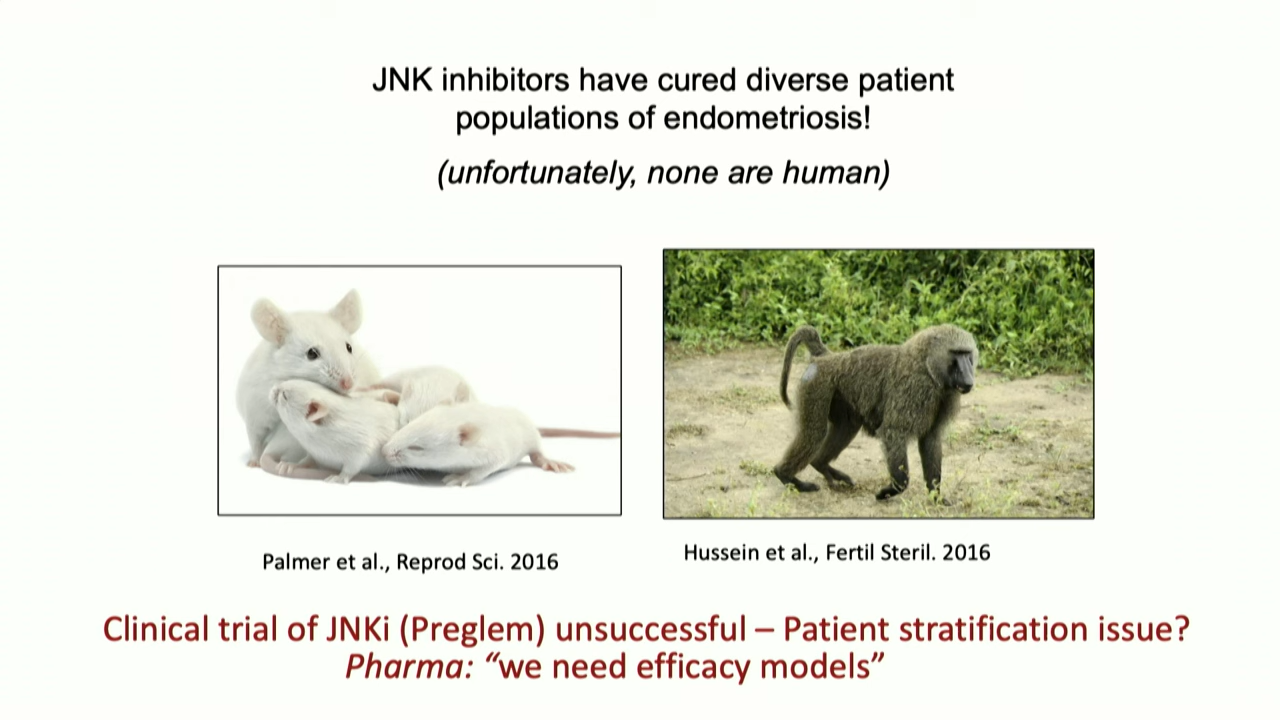 JNK inhibitors have cured diverse patient
populations of endometriosis!
(unfortunately, none are human)
Palmer et al., Reprod Sci. 2016
Hussein et al., Fertil Steril. 2016
Clinical trial of JNKi (Preglem) unsuccessful – Patient stratification issue?
Pharma: “we need efficacy models”